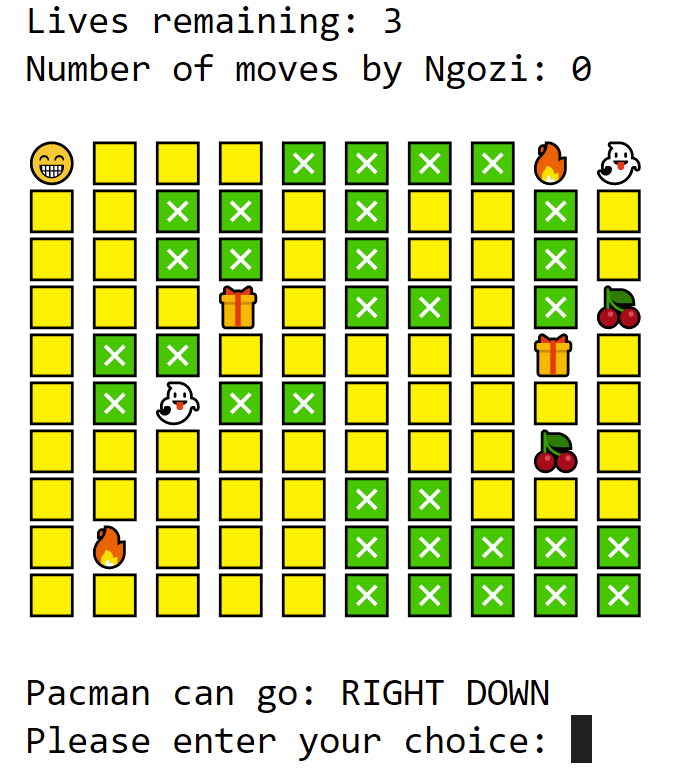 Lives remaining: 3
Number of moves by Ngozi: 0
Pacman can go: RIGHT DOWN
Please enter your choice: